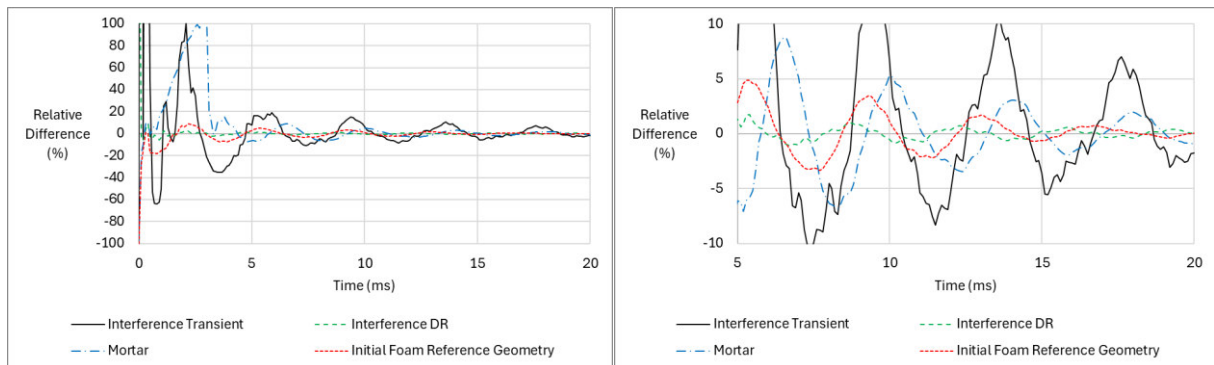 100
80
60
40
20
0
-20
-40
-60
-80
-100
Relative
Difference
(%)
0
5
10
15
20
Time (ms)
Interference Transient
Interference DR
Mortar
Initial Foam Reference Geometry
10
5
0
-5
-10
Relative
Difference
(%)
5
10
15
20
Time (ms)
Interference Transient
Interference DR
Mortar
Initial Foam Reference Geometry